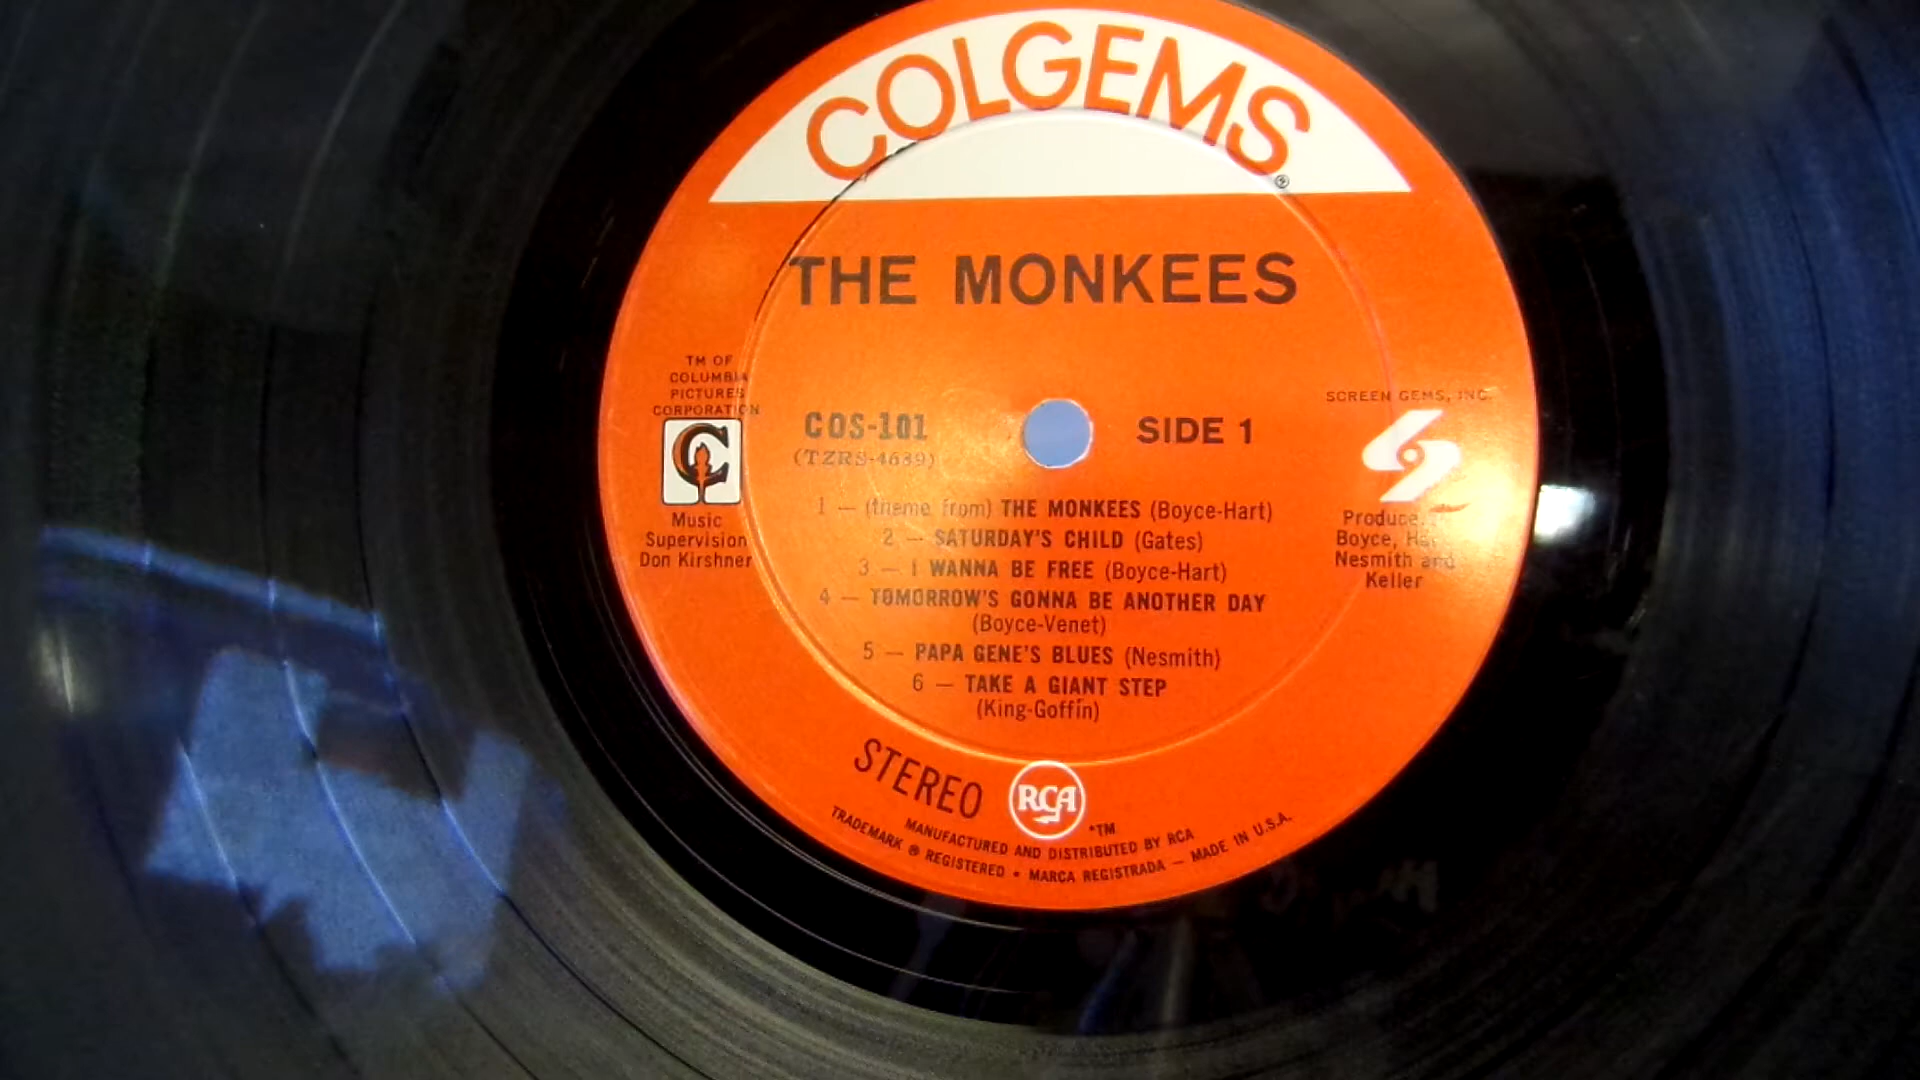 COLGEMS
®
THE MONKEES
TM OF
COLUMBIA
PICTURES
CORPORATION
Music
Supervision
Don Kirshner
COS-101
(TZRS-4689)
SIDE 1
SCREEN GEMS, INC.
Boyce,
Nesmith and
Keller
1 — (theme from) THE MONKEES (Boyce-Hart)
2 — SATURDAY'S CHILD (Gates)
3 — I WANNA BE FREE (Boyce-Hart)
4 — TOMORROW'S GONNA BE ANOTHER DAY
(Boyce-Venet)
5 — PAPA GENE'S BLUES (Nesmith)
6 — TAKE A GIANT STEP
(King-Goffin)
STEREO
RCA
*TM
MANUFACTURED AND DISTRIBUTED BY RCA
TRADEMARK ® REGISTERED • MARCA REGISTRADA — MADE IN U.S.A.